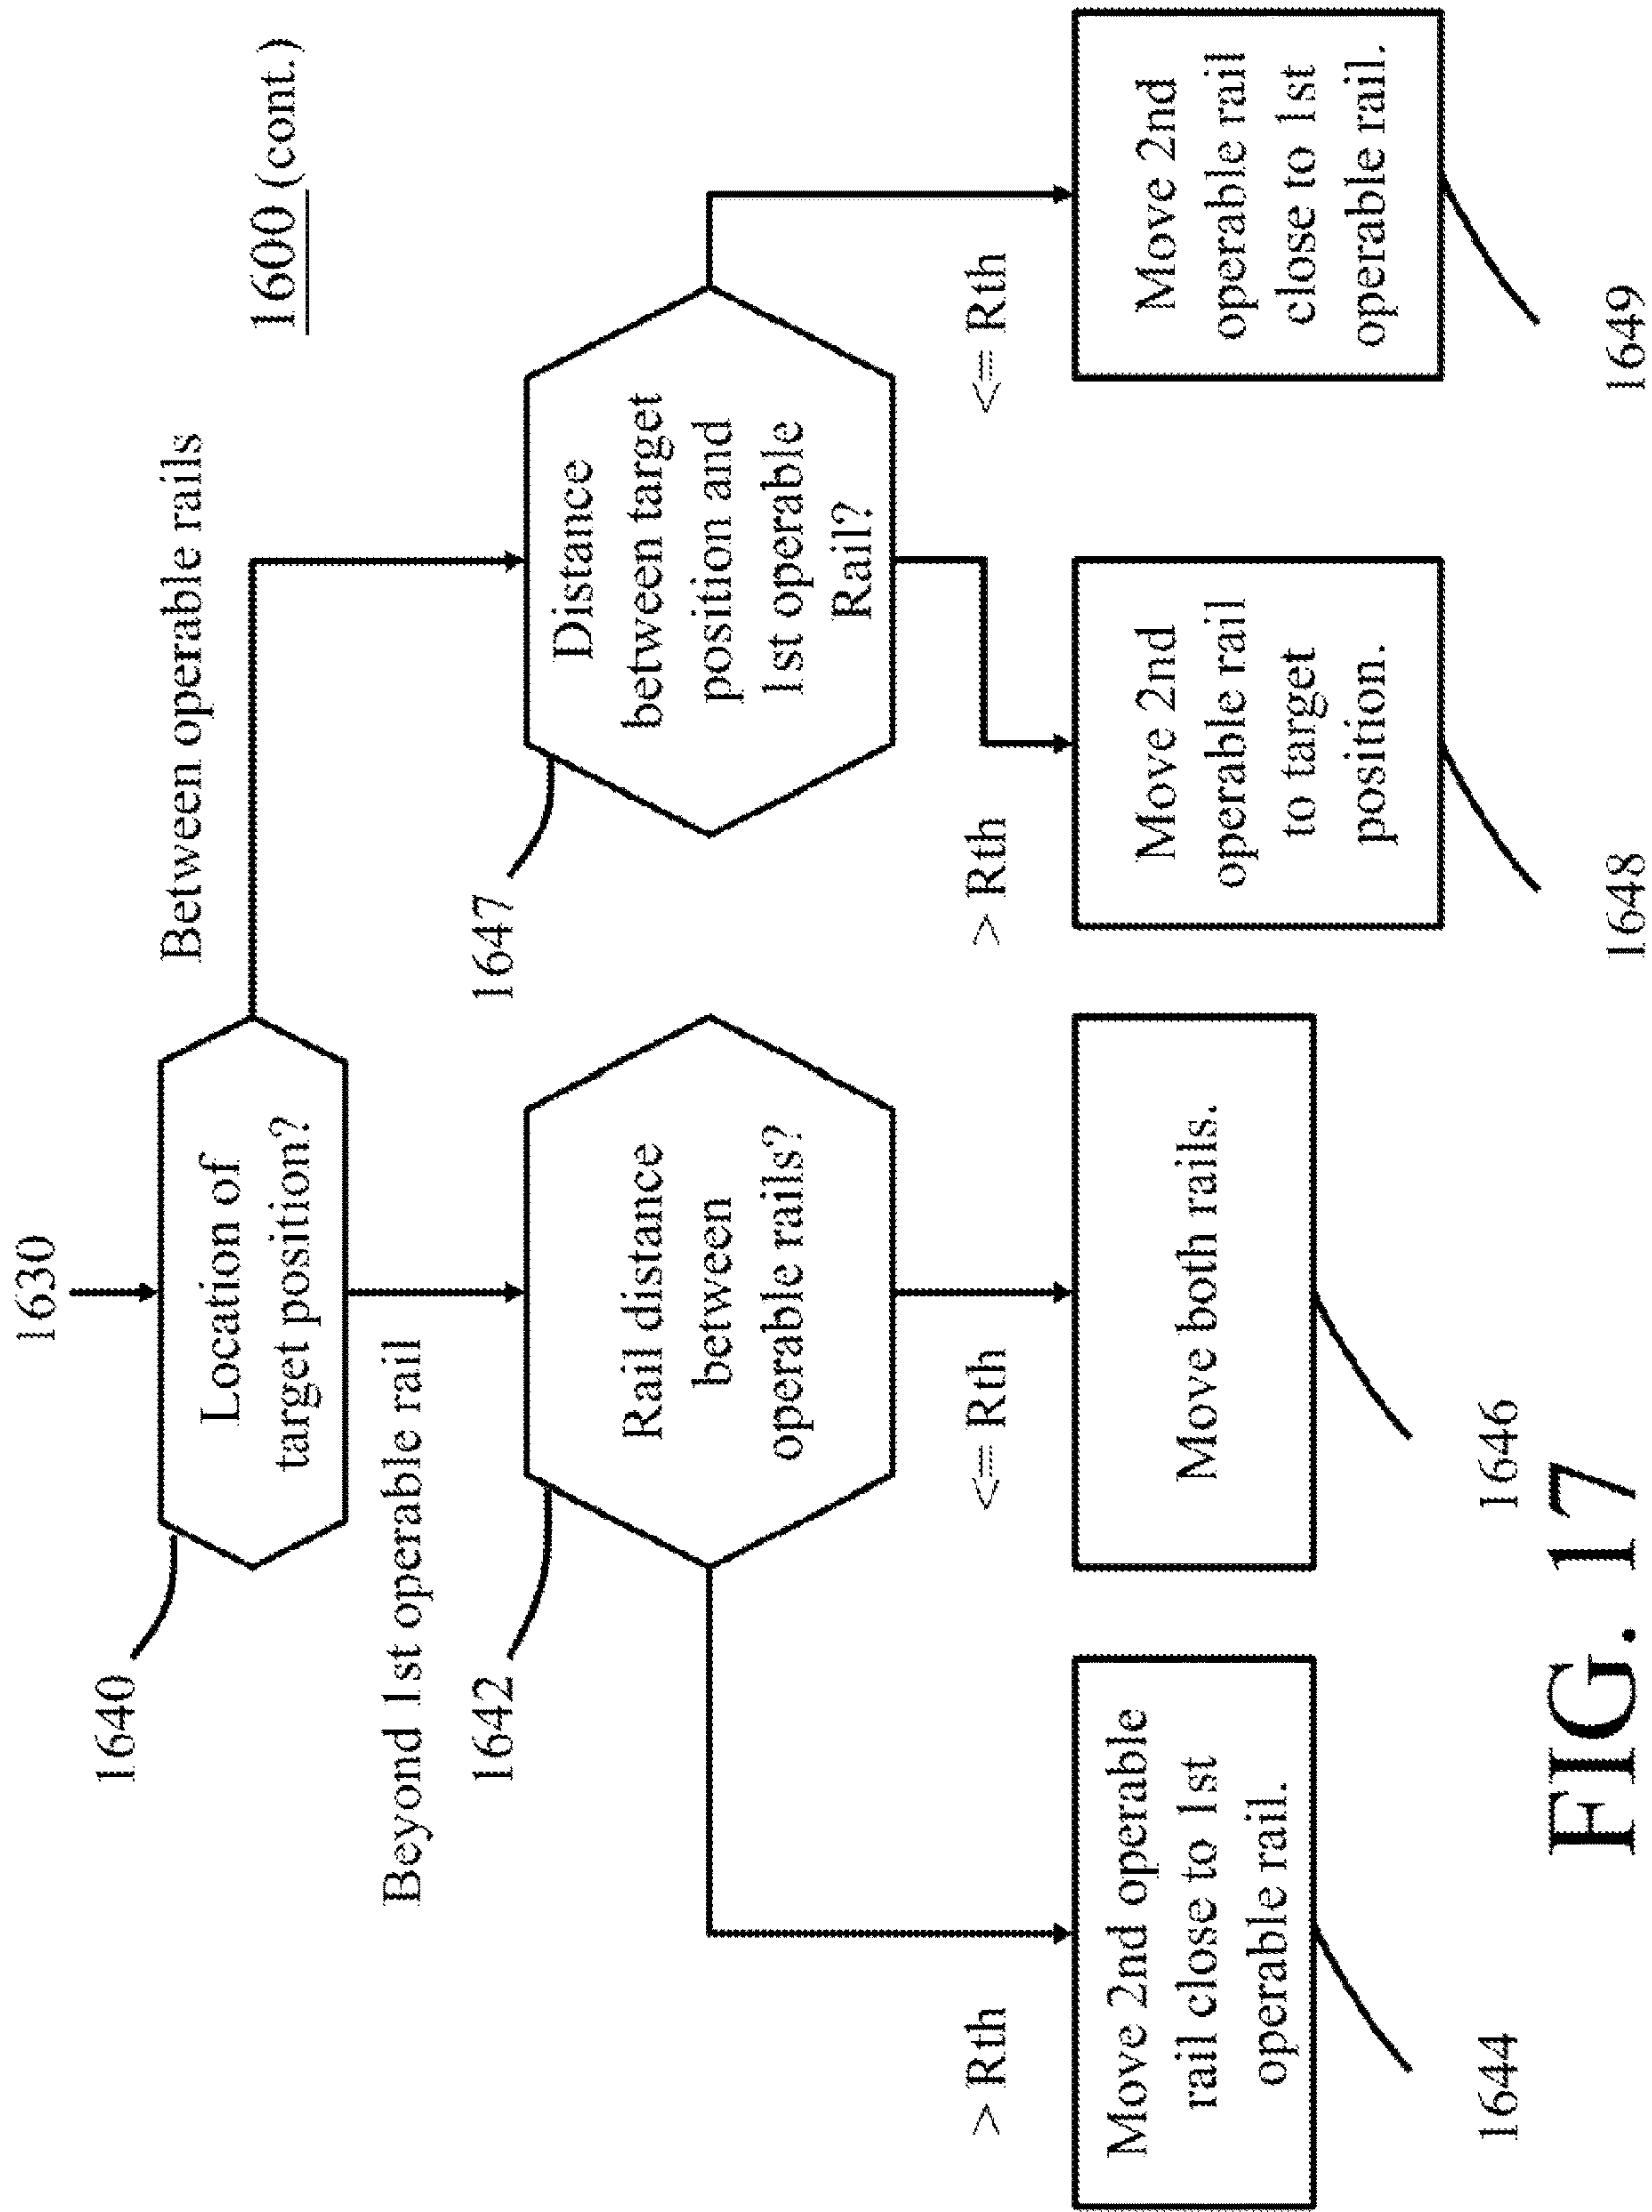 1600 (cont.)
1630
1640
Location of
target position?
Between operable rails
Beyond 1st operable rail
1642
Rail distance
between
operable rails?
1647
Distance
between target
position and
1st operable
Rail?
> Rth
<= Rth
> Rth
<= Rth
Move 2nd operable
rail close to 1st
operable rail.
Move both rails.
Move 2nd
operable rail
to target
position.
Move 2nd
operable rail
close to 1st
operable rail.
1644
1646
1648
1649
FIG. 17